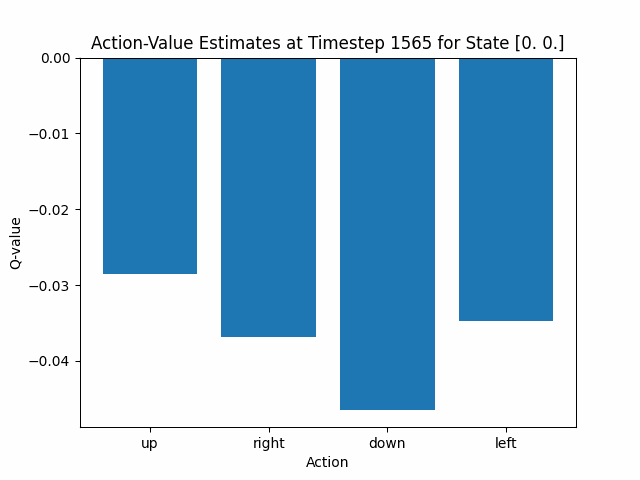 Action-Value Estimates at Timestep 1565 for State [0. 0.]
0.00
−0.01
−0.02
−0.03
−0.04
Q-value
up right down left
Action